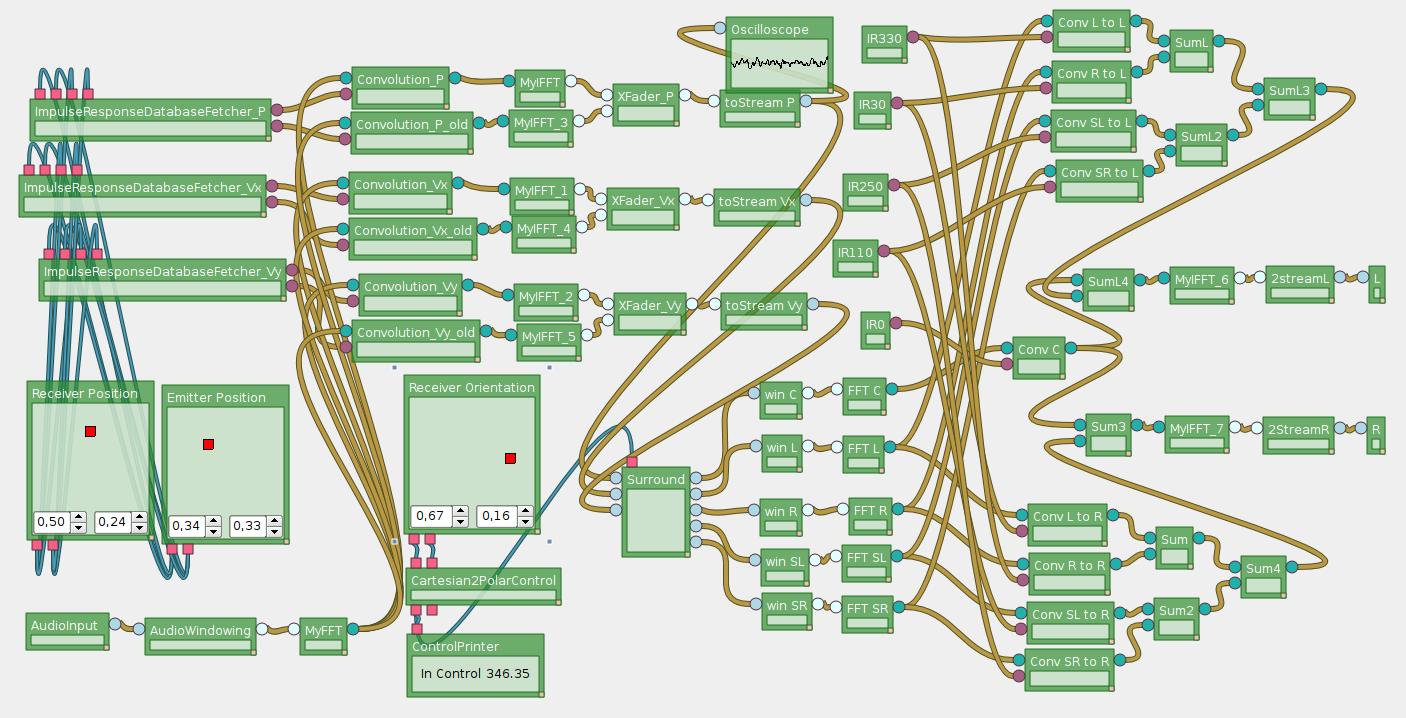 ImpulseResponseDatabaseFetcher_P
ImpulseResponseDatabaseFetcher_Vx
ImpulseResponseDatabaseFetcher_Vy
Receiver Position
0,50 0,24
Emitter Position
0,34 0,33
AudioInput
AudioWindowing
MyFFT
Convolution_P
Convolution_P_old
Convolution_Vx
Convolution_Vx_old
Convolution_Vy
Convolution_Vy_old
Receiver Orientation
0,67 0,16
Cartesian2PolarControl
ControlPrinter
In Control 346.35
MyIFFT
MyIFFT_3
MyIFFT_1
MyIFFT_4
MyIFFT_2
MyIFFT_5
XFader_P
XFader_Vx
XFader_Vy
Oscilloscope
toStream P
toStream Vx
toStream Vy
Surround
win C
win L
win R
win SL
win SR
FFT C
FFT L
FFT R
FFT SL
FFT SR
IR330
IR30
IR250
IR110
IR0
Conv L to L
Conv R to L
Conv SL to L
Conv SR to L
Conv C
Conv L to R
Conv R to R
Conv SL to R
Conv SR to R
SumL
SumL2
SumL3
SumL4
MyIFFT_6
2streamL
L
Sum3
MyIFFT_7
2StreamR
R
Sum
Sum2
Sum4